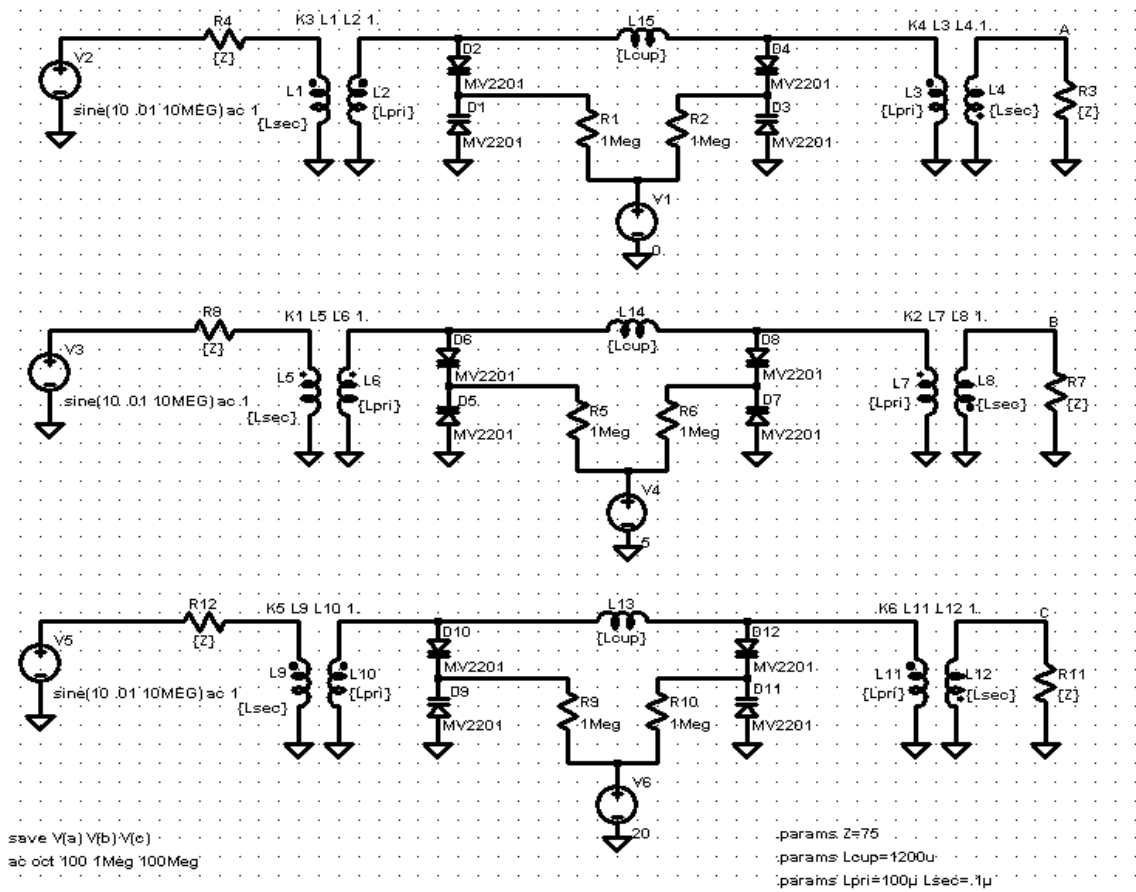 R4
{Z}
K3 L1 L2 1.
V2
sine(10 .01 10MEG) ac 1
L1
{Lsec}
L2
{Lpri}
D2
MV2201
D1
MV2201
L15
{Lcup}
R1
1Meg
R2
1Meg
V1
0
D4
MV2201
D3
MV2201
K4 L3 L4 1.
L3
{Lpri}
L4
{Lsec}
A
R3
{Z}
R8
{Z}
K1 L5 L6 1.
V3
sine(10 .01 10MEG) ac 1
L5
{Lsec}
L6
{Lpri}
D6
MV2201
D5
MV2201
L14
{Lcup}
R5
1Meg
R6
1Meg
V4
5
D8
MV2201
D7
MV2201
K2 L7 L8 1.
L7
{Lpri}
L8
{Lsec}
B
R7
{Z}
R12
{Z}
K5 L9 L10 1.
V5
sine(10 .01 10MEG) ac 1
L9
{Lsec}
L10
{Lpri}
D10
MV2201
D9
MV2201
L13
{Lcup}
R9
1Meg
R10
1Meg
V6
20
D12
MV2201
D11
MV2201
K6 L11 L12 1.
L11
{Lpri}
L12
{Lsec}
C
R11
{Z}
save V(a) V(b) V(c)
ac oct 100 1Meg 100Meg
.params Z=75
.params Lcup=1200u
.params Lpri=100µ Lsec=.1µ